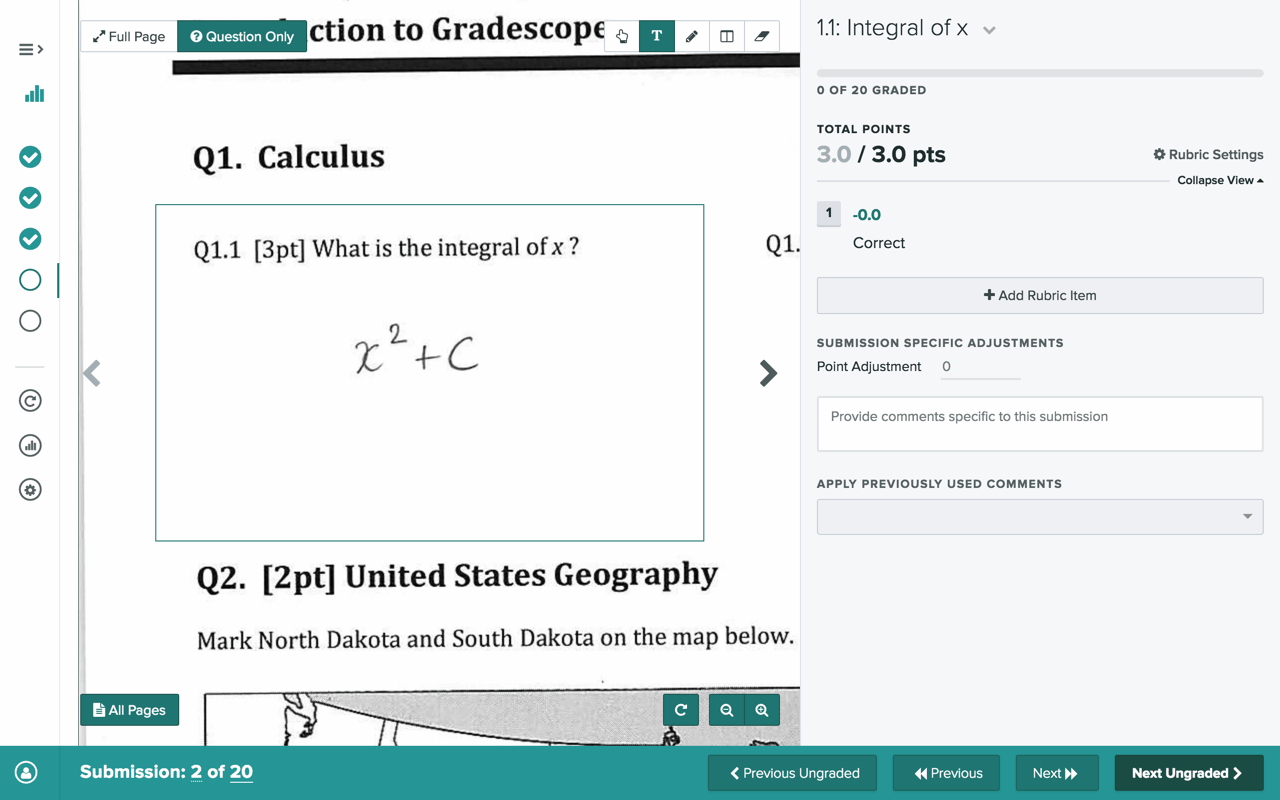 ction to Gradescope
Full Page
Question Only
T
Q1. Calculus
Q1.1 [3pt] What is the integral of x ?
Q1.
x² + C
Q2. [2pt] United States Geography
Mark North Dakota and South Dakota on the map below.
All Pages
1.1: Integral of x
0 OF 20 GRADED
TOTAL POINTS
3.0 / 3.0 pts
Rubric Settings
Collapse View
1
-0.0
Correct
Add Rubric Item
SUBMISSION SPECIFIC ADJUSTMENTS
Point Adjustment 0
Provide comments specific to this submission
APPLY PREVIOUSLY USED COMMENTS
Submission: 2 of 20
Previous Ungraded
Previous
Next
Next Ungraded